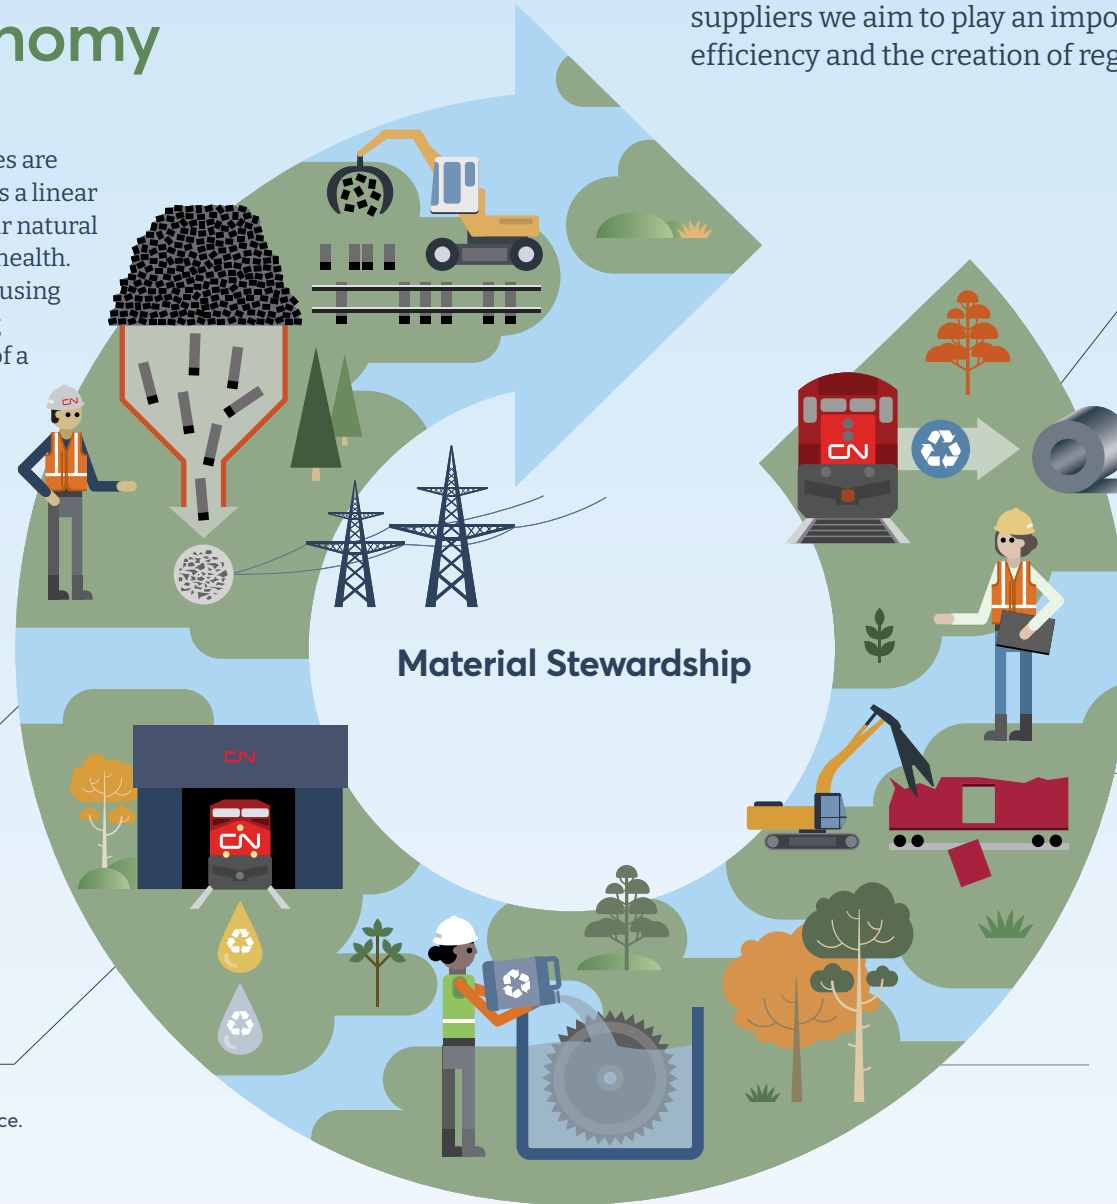 nomy
suppliers we aim to play an impo
efficiency and the creation of reg
es are
s a linear
r natural
health.
using
of a
CN
CN
Material Stewardship
CN
CN
ce.